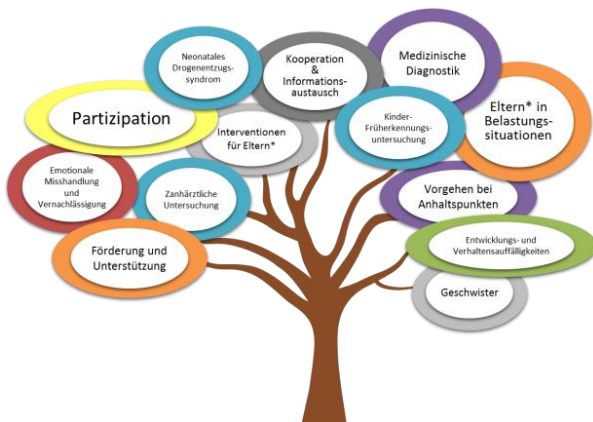 Neonatales
Drogenentzugs-
syndrom
Kooperation
&
Informations-
austausch
Medizinische
Diagnostik
Eltern* in
Belastungs-
situationen
Partizipation
Interventionen
für Eltern*
Kinder-
Früherkennungs-
untersuchung
Emotionale
Misshandlung
und
Vernachlässigung
Zanhärztliche
Untersuchung
Vorgehen bei
Anhaltspunkten
Förderung und
Unterstützung
Entwicklungs- und
Verhaltensauffälligkeiten
Geschwister